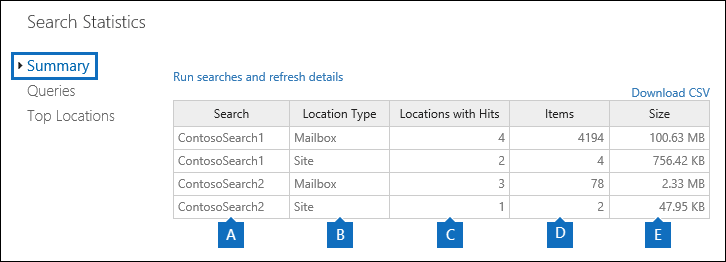 Search Statistics
Summary
Queries
Top Locations
Run searches and refresh details
Download CSV
Search Location Type Locations with Hits Items Size
ContosoSearch1 Mailbox 4 4194 100.63 MB
ContosoSearch1 Site 2 4 756.42 KB
ContosoSearch2 Mailbox 3 78 2.33 MB
ContosoSearch2 Site 1 2 47.95 KB
A B C D E